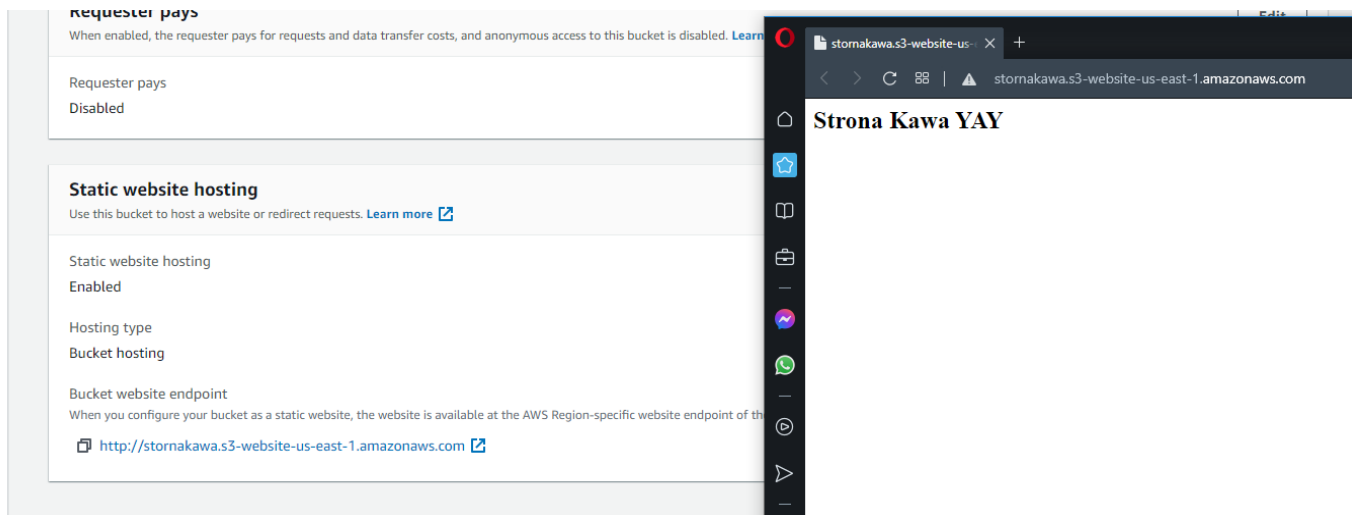 Requester pays
Edit
When enabled, the requester pays for requests and data transfer costs, and anonymous access to this bucket is disabled. Learn
Requester pays
Disabled
Static website hosting
Use this bucket to host a website or redirect requests. Learn more
Static website hosting
Enabled
Hosting type
Bucket hosting
Bucket website endpoint
When you configure your bucket as a static website, the website is available at the AWS Region-specific website endpoint of th
http://stornakawa.s3-website-us-east-1.amazonaws.com
stornakawa.s3-website-us-
stornakawa.s3-website-us-east-1.amazonaws.com
Strona Kawa YAY